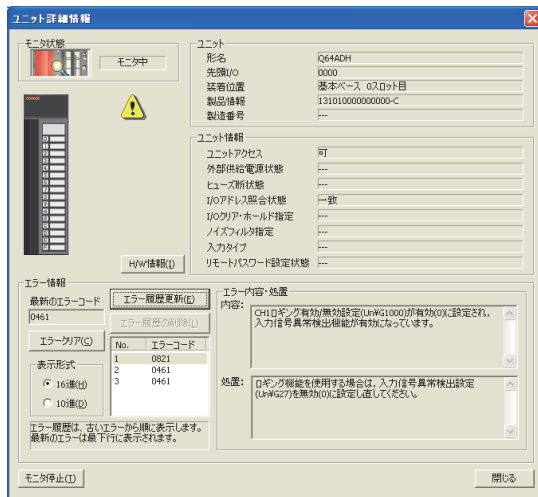 ユニット詳細情報
モニタ状態
モニタ中
ユニット
形名 Q64ADH
先頭I/O 0000
装着位置 基本ベース 0スロット目
製品情報 131010000000000-C
製造番号 ---
ユニット情報
ユニットアクセス 可
外部供給電源状態 ---
ヒューズ断状態 ---
I/Oアドレス照合状態 一致
I/Oクリア・ホールド指定 ---
ノイズフィルタ指定 ---
入力タイプ ---
リモートパスワード設定状態 ---
H/W情報(I)
エラー情報
最新のエラーコード
0461
エラー履歴更新(E)
エラー履歴の削除(L)
エラークリア(C)
表示形式
16進(H)
10進(D)
No. エラーコード
1 0821
2 0461
3 0461
エラー履歴は、古いエラーから順に表示します。
最新のエラーは最下行に表示されます。
エラー内容・処置
内容:
CH1ロギング有効/無効設定(Un¥G1000)が有効(0)に設定され,
入力信号異常検出機能が有効になっています。
処置:
ロギング機能を使用する場合は,入力信号異常検出設定
(Un¥G27)を無効(0)に設定し直してください。
モニタ停止(T)
閉じる